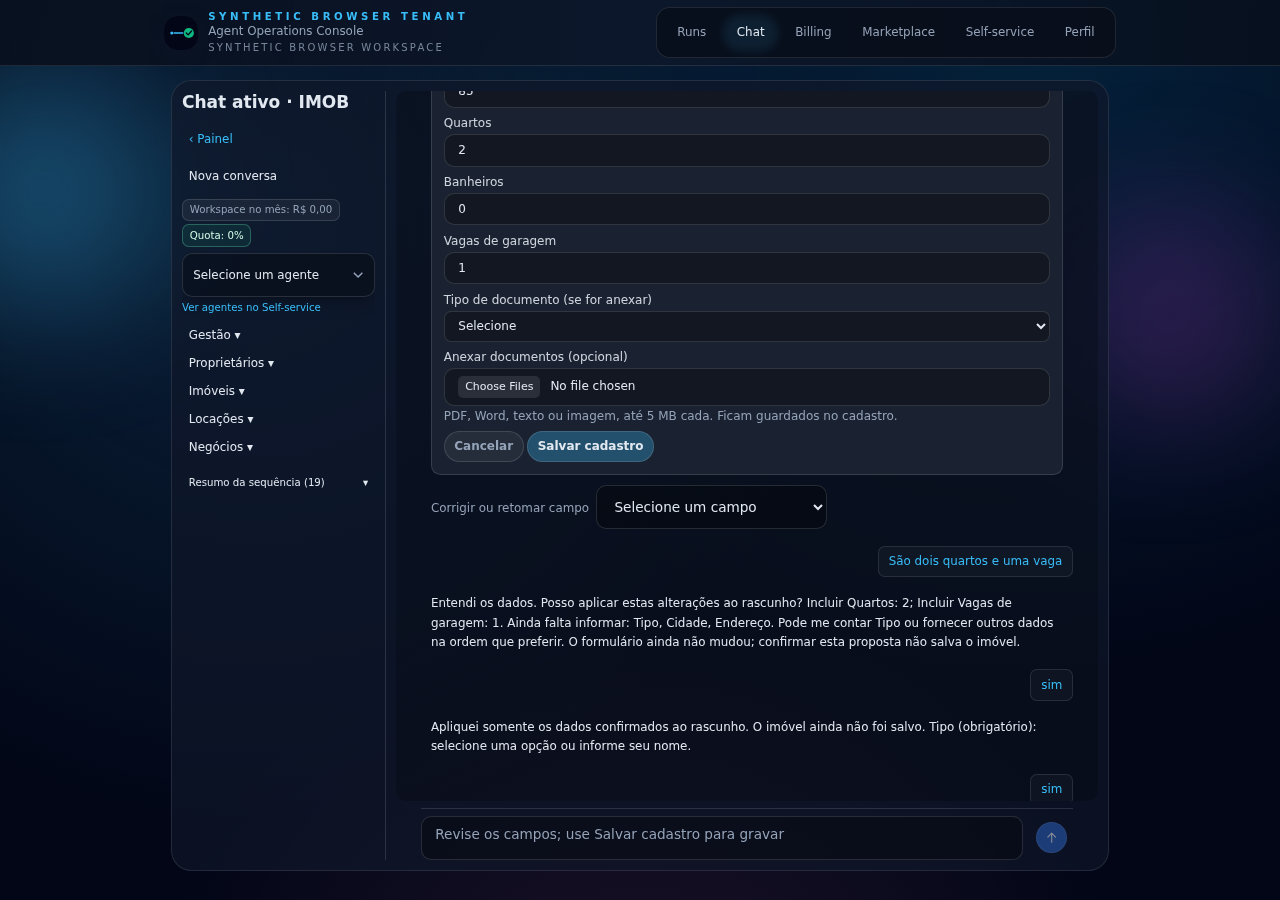 SYNTHETIC BROWSER TENANT
Agent Operations Console
SYNTHETIC BROWSER WORKSPACE
Runs
Chat
Billing
Marketplace
Self-service
Perfil
Chat ativo · IMOB
‹ Painel
Nova conversa
Workspace no mês: R$ 0,00
Quota: 0%
Selecione um agente
Ver agentes no Self-service
Gestão ▾
Proprietários ▾
Imóveis ▾
Locações ▾
Negócios ▾
Resumo da sequência (19) ▾
Quartos
2
Banheiros
0
Vagas de garagem
1
Tipo de documento (se for anexar)
Selecione
Anexar documentos (opcional)
Choose Files No file chosen
PDF, Word, texto ou imagem, até 5 MB cada. Ficam guardados no cadastro.
Cancelar
Salvar cadastro
Corrigir ou retomar campo
Selecione um campo
São dois quartos e uma vaga
Entendi os dados. Posso aplicar estas alterações ao rascunho? Incluir Quartos: 2; Incluir Vagas de
garagem: 1. Ainda falta informar: Tipo, Cidade, Endereço. Pode me contar Tipo ou fornecer outros dados
na ordem que preferir. O formulário ainda não mudou; confirmar esta proposta não salva o imóvel.
sim
Apliquei somente os dados confirmados ao rascunho. O imóvel ainda não foi salvo. Tipo (obrigatório):
selecione uma opção ou informe seu nome.
sim
Revise os campos; use Salvar cadastro para gravar